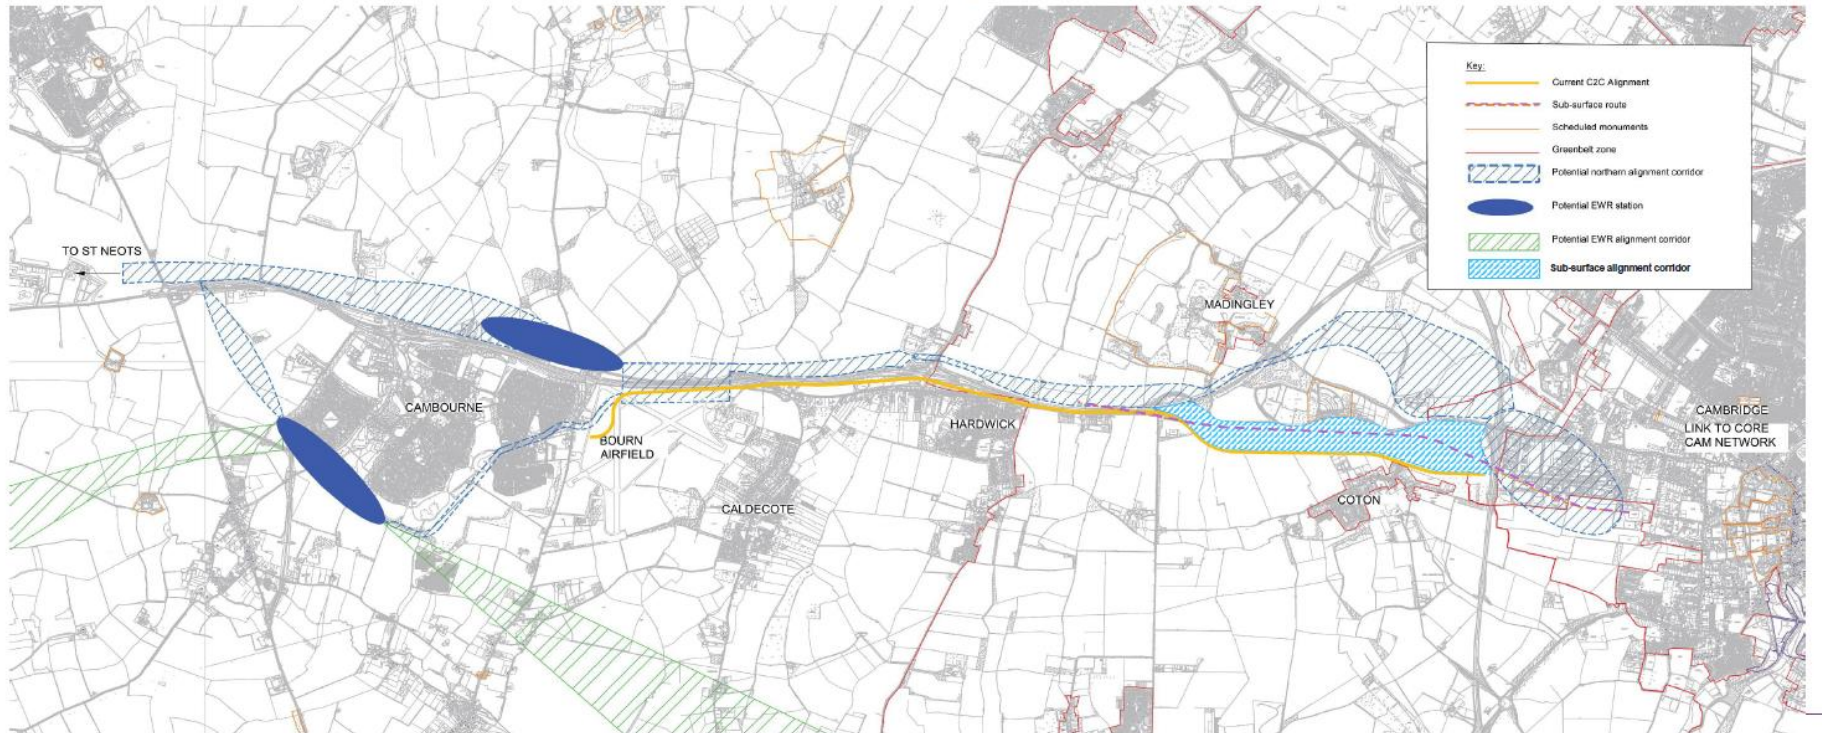 Key:
Current C2C Alignment
Sub-surface route
Scheduled monuments
Greenbelt zone
Potential northern alignment corridor
Potential EWR station
Potential EWR alignment corridor
Sub-surface alignment corridor
TO ST NEOTS
MADINGLEY
CAMBOURNE
CAMBRIDGE
LINK TO CORE
CAM NETWORK
HARDWICK
BOURN
AIRFIELD
COTON
CALDECOTE